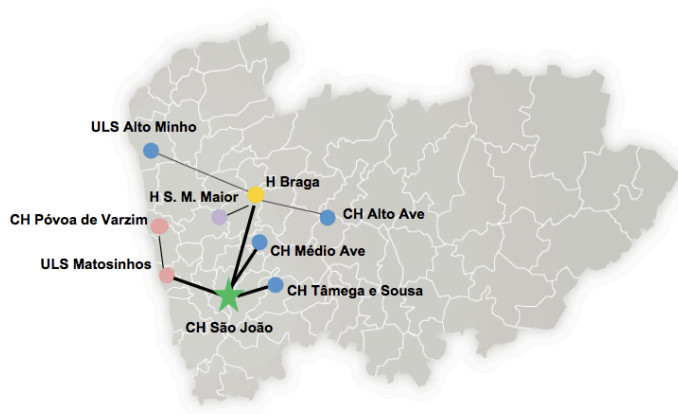 ULS Alto Minho
H Braga
H S. M. Maior
CH Alto Ave
CH Póvoa de Varzim
CH Médio Ave
ULS Matosinhos
CH Tâmega e Sousa
CH São João